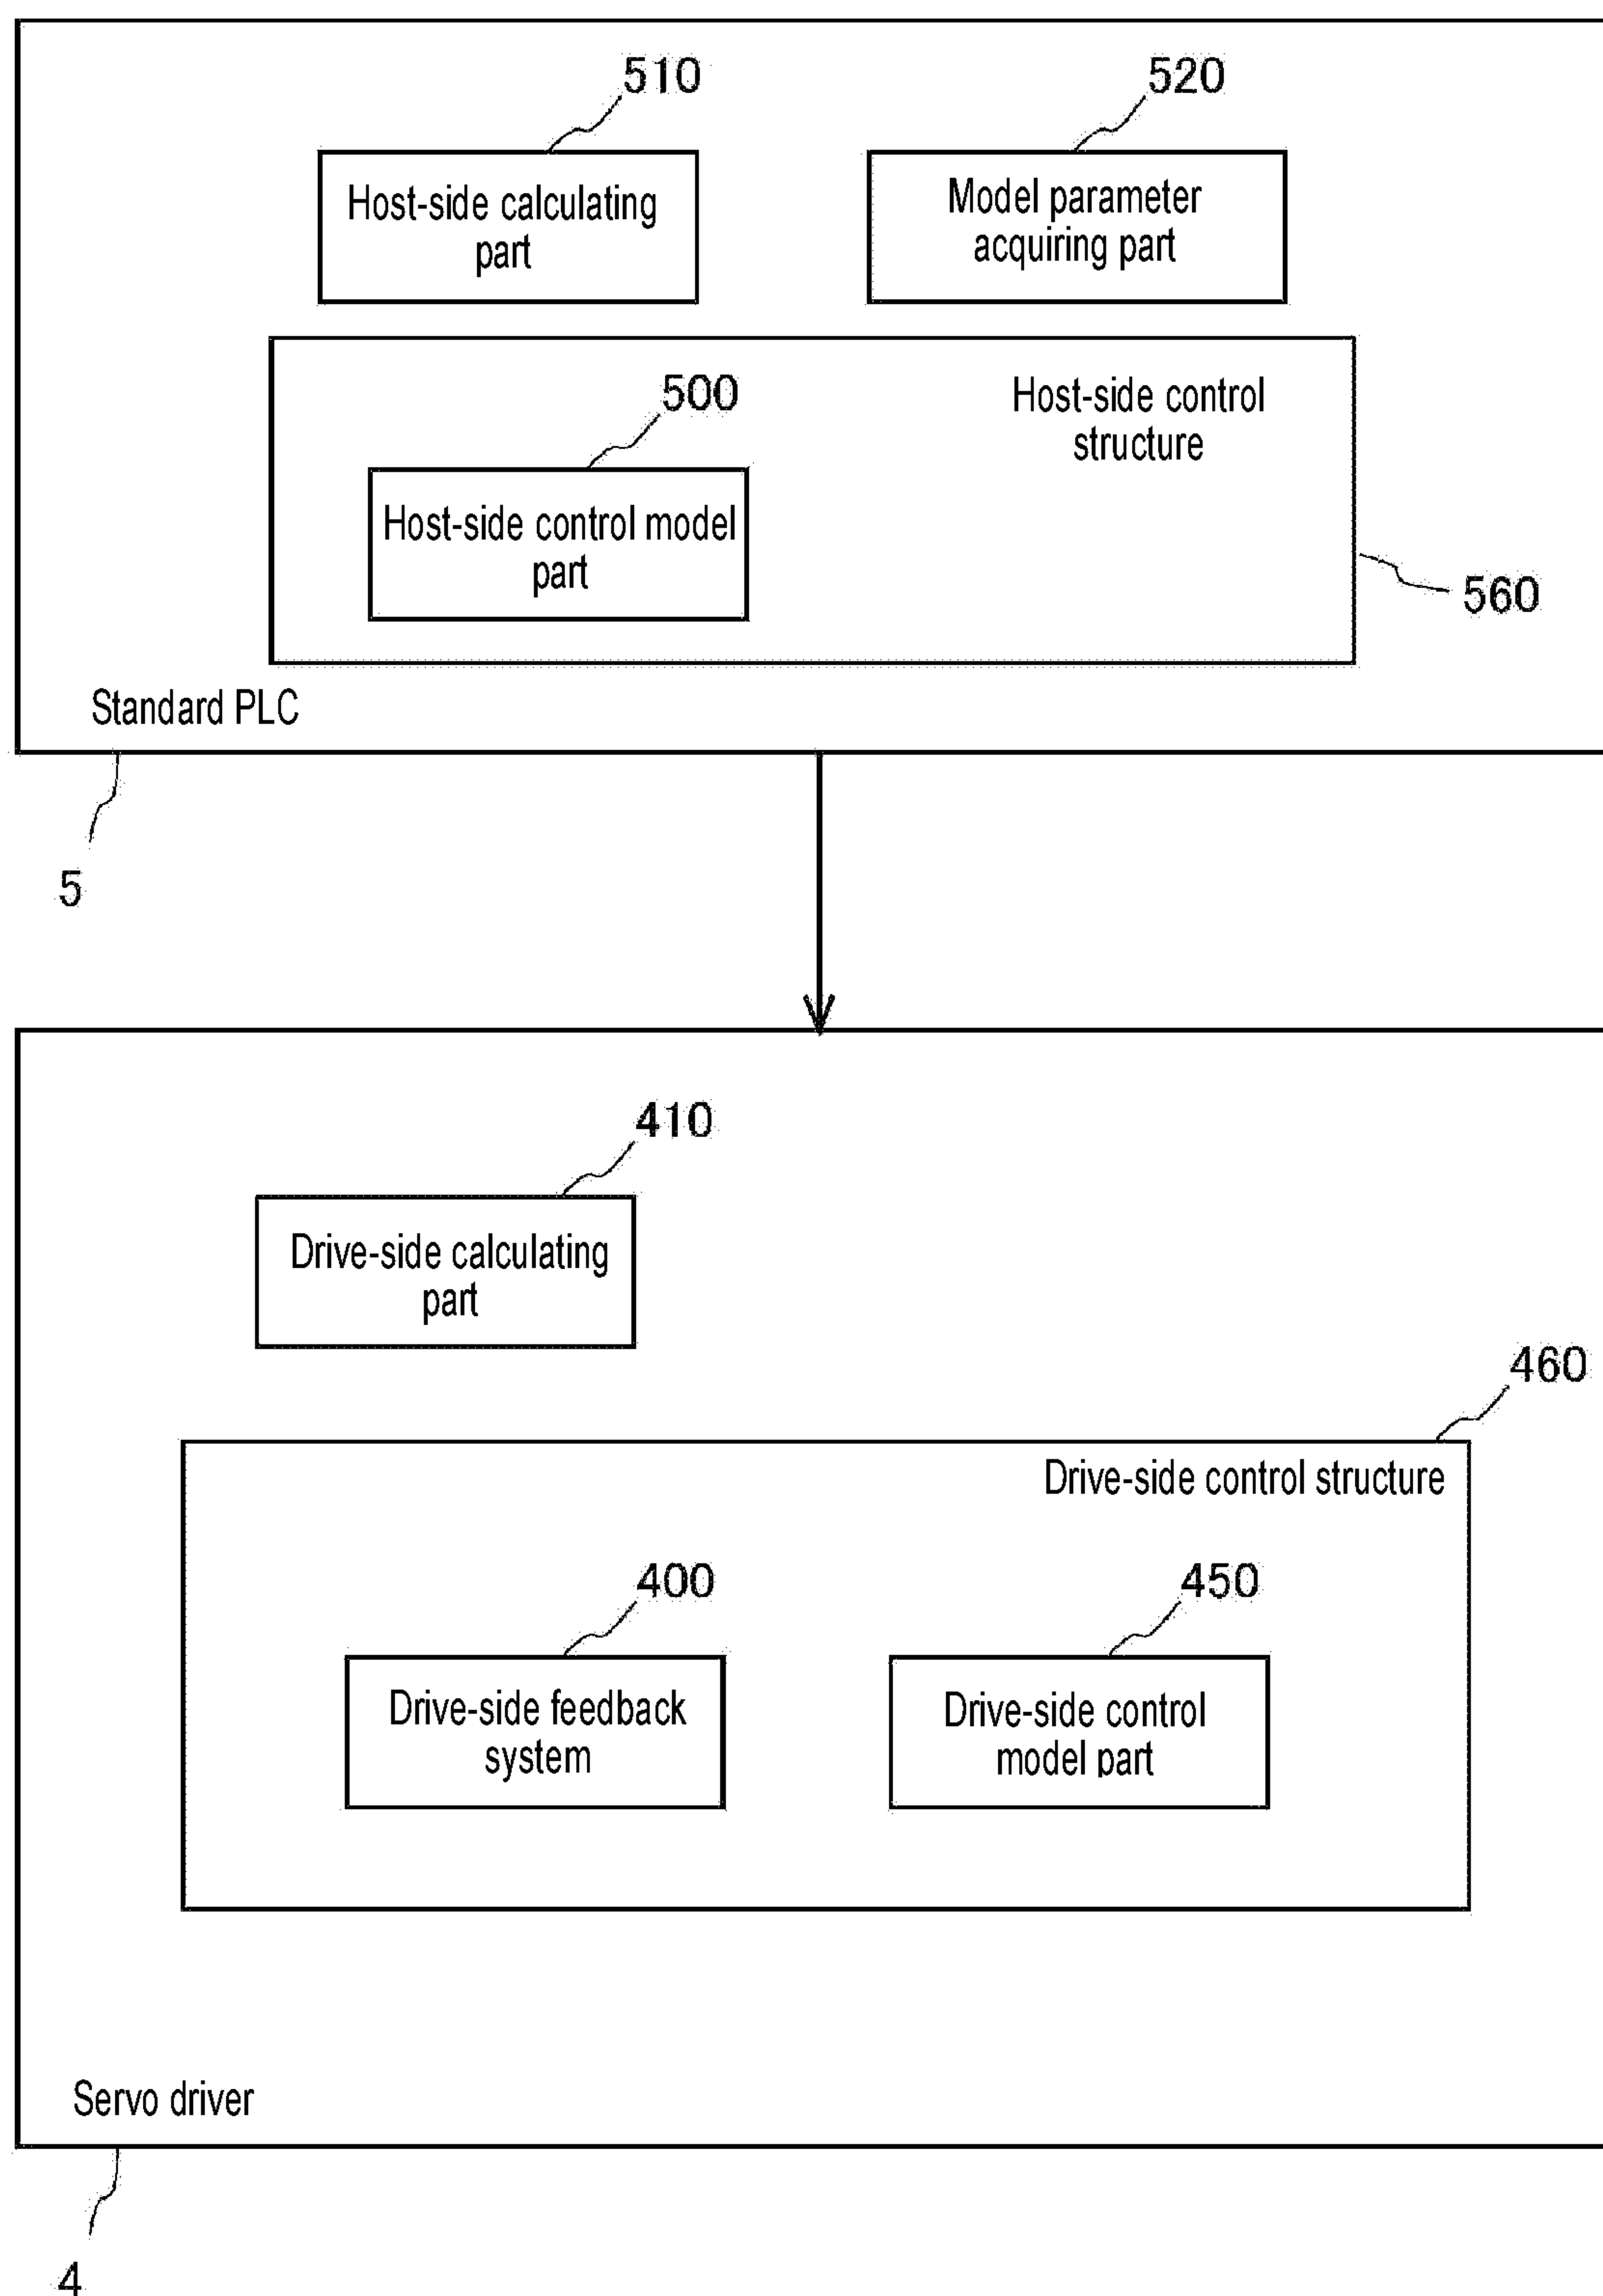 510
520
Host-side calculating
part
Model parameter
acquiring part
500
Host-side control
structure
Host-side control model
part
560
Standard PLC
5
410
Drive-side calculating
part
460
Drive-side control structure
400
450
Drive-side feedback
system
Drive-side control
model part
Servo driver
4